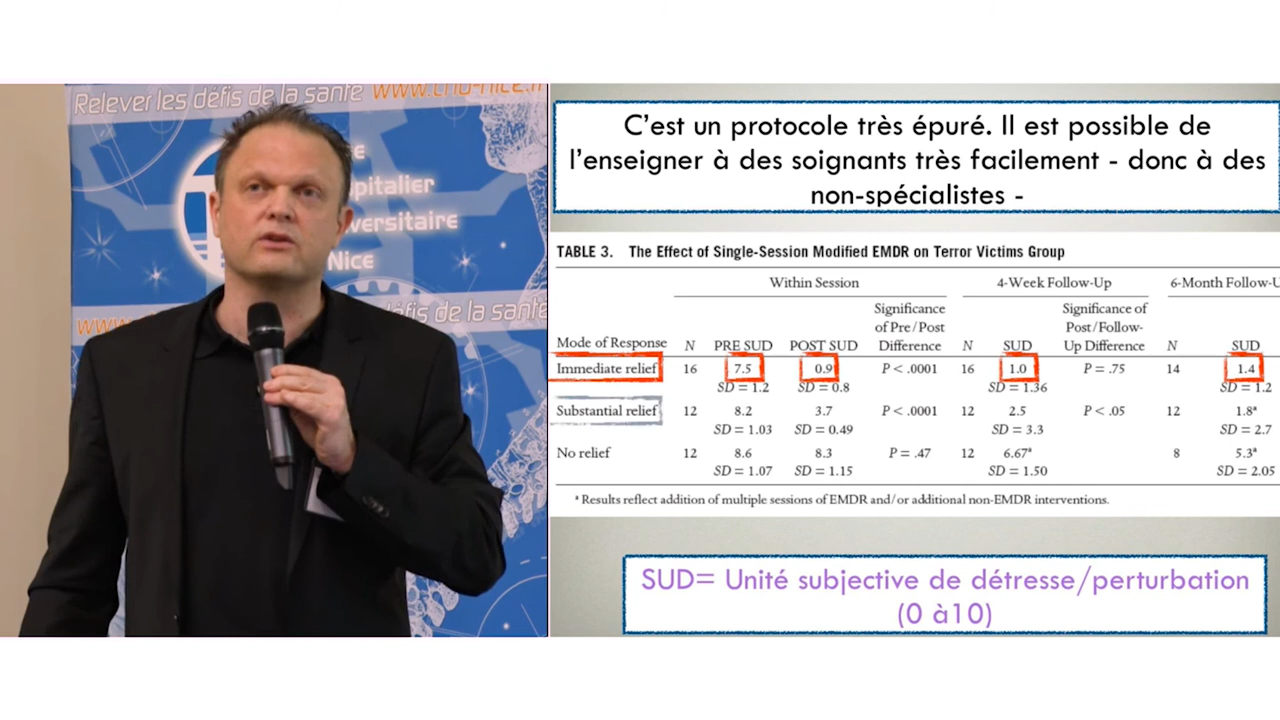 Relever les défis de la santé www.chu-nice.f
re
spitalier
versitaire
Nice
défis de la santé
www.
C'est un protocole très épuré. Il est possible de
l'enseigner à des soignants très facilement - donc à des
non-spécialistes -
TABLE 3. The Effect of Single-Session Modified EMDR on Terror Victims Group
Within Session 4-Week Follow-Up 6-Month Follow-U
Significance Significance of
of Pre/Post Post/Follow-
Mode of Response N PRE SUD POST SUD Difference N SUD Up Difference N SUD
Immediate relief 16 7.5 0.9 P < .0001 16 1.0 P = .75 14 1.4
SD = 1.2 SD = 0.8 SD = 1.36 SD = 1.2
Substantial relief 12 8.2 3.7 P < .0001 12 2.5 P < .05 12 1.8ª
SD = 1.03 SD = 0.49 SD = 3.3 SD = 2.7
No relief 12 8.6 8.3 P = .47 12 6.67ª 8 5.3ª
SD = 1.07 SD = 1.15 SD = 1.50 SD = 2.05
ª Results reflect addition of multiple sessions of EMDR and/or additional non-EMDR interventions.
SUD= Unité subjective de détresse/perturbation
(0 à10)